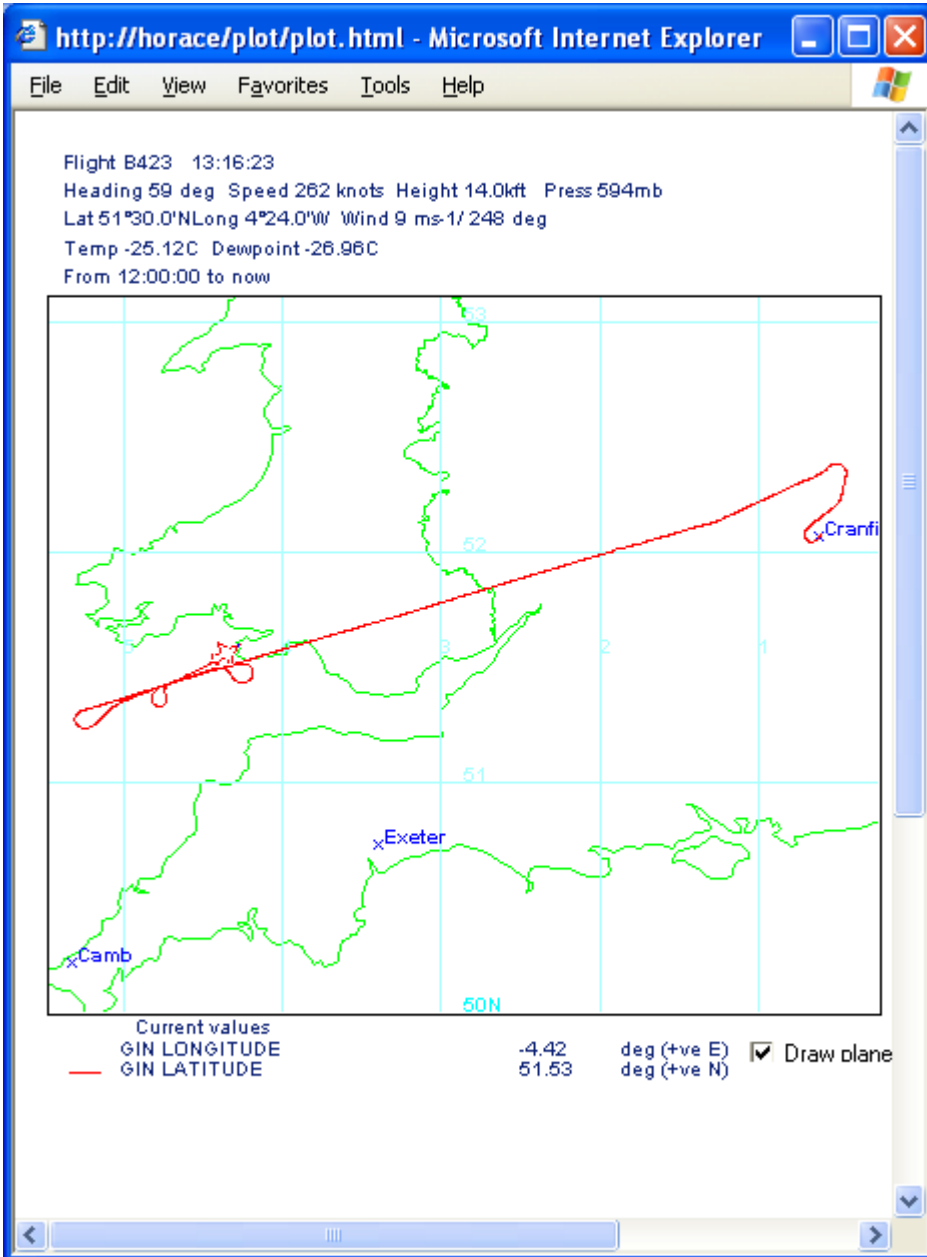 http://horace/plot/plot.html - Microsoft Internet Explorer
File Edit View Favorites Tools Help
Flight B423 13:16:23
Heading 59 deg Speed 262 knots Height 14.0kft Press 594mb
Lat 51°30.0'NLong 4°24.0'W Wind 9 ms-1/ 248 deg
Temp -25.12C Dewpoint -26.96C
From 12:00:00 to now
53
Cranfi
52
5 3 2 1
51
Exeter
Camb
50N
Current values
GIN LONGITUDE -4.42 deg (+ve E) Draw plane
GIN LATITUDE 51.53 deg (+ve N)